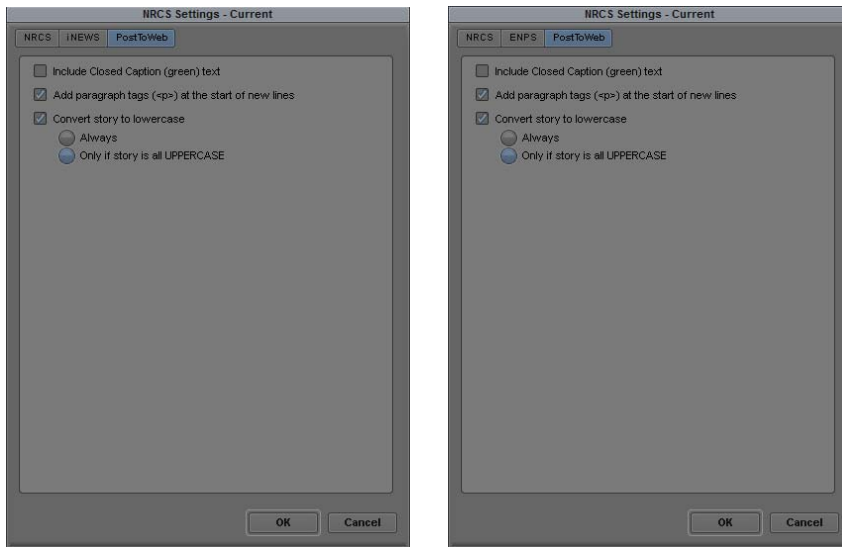 NRCS Settings - Current
NRCS iNEWS PostToWeb
Include Closed Caption (green) text
Add paragraph tags (<p>) at the start of new lines
Convert story to lowercase
Always
Only if story is all UPPERCASE
OK Cancel
NRCS Settings - Current
NRCS ENPS PostToWeb
Include Closed Caption (green) text
Add paragraph tags (<p>) at the start of new lines
Convert story to lowercase
Always
Only if story is all UPPERCASE
OK Cancel